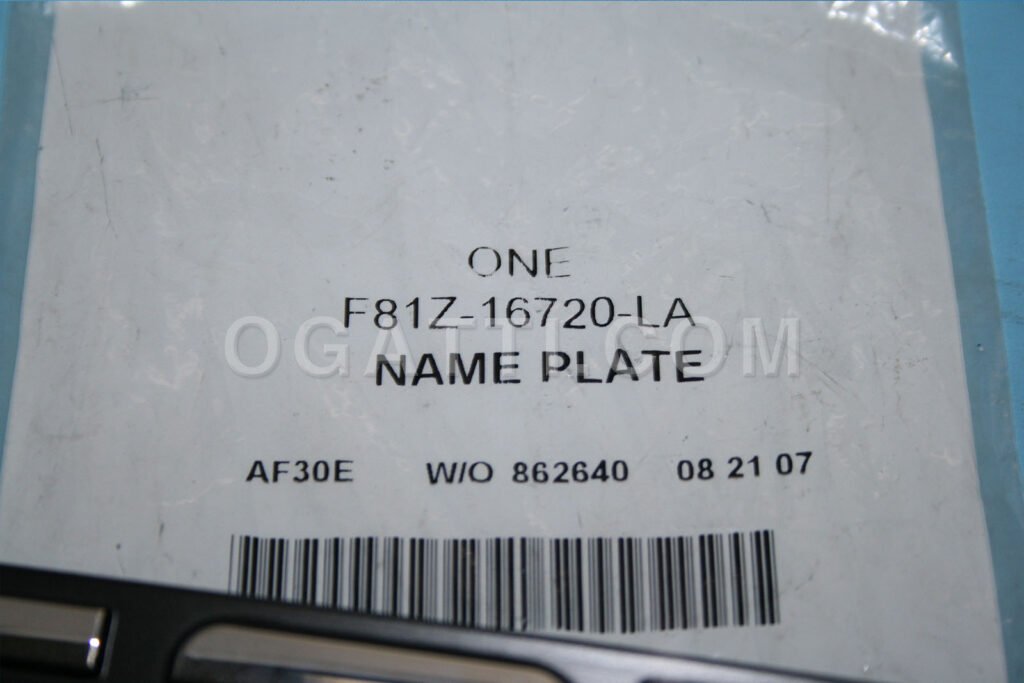 ONE
F81Z-16720-LA
OGATTI.COM
NAME PLATE
AF30E W/O 862640 08 21 07